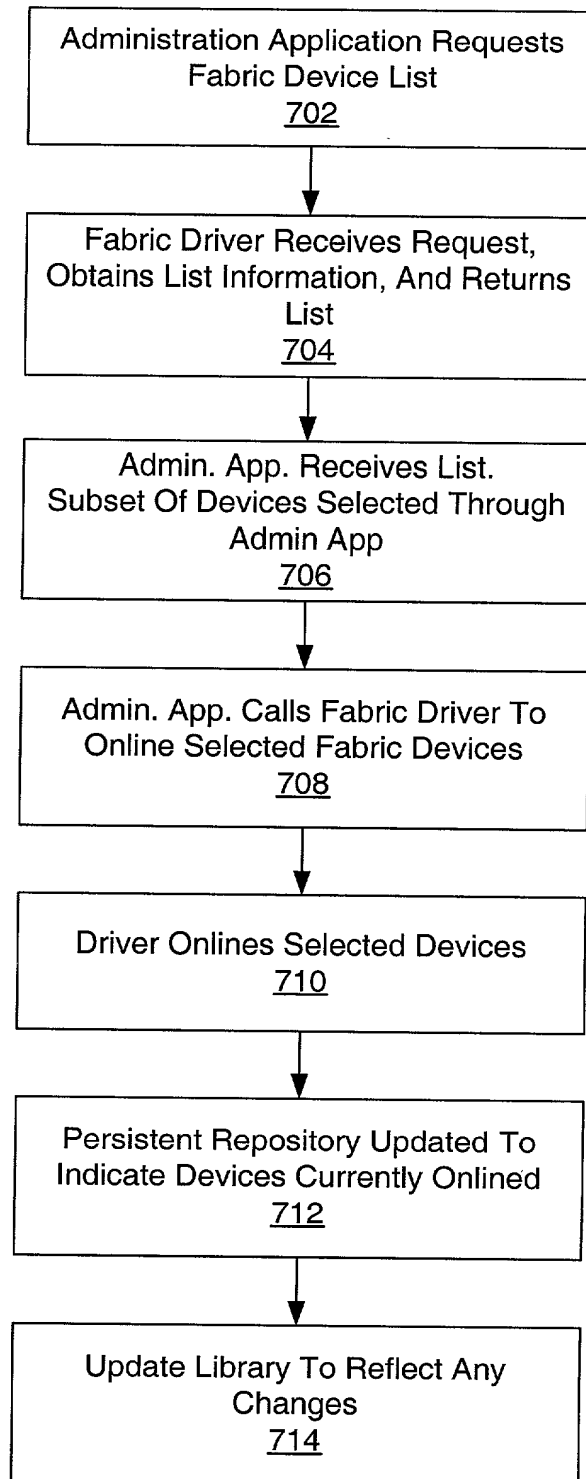 Administration Application Requests
Fabric Device List
702
Fabric Driver Receives Request,
Obtains List Information, And Returns
List
704
Admin. App. Receives List.
Subset Of Devices Selected Through
Admin App
706
Admin. App. Calls Fabric Driver To
Online Selected Fabric Devices
708
Driver Onlines Selected Devices
710
Persistent Repository Updated To
Indicate Devices Currently Onlined
712
Update Library To Reflect Any
Changes
714